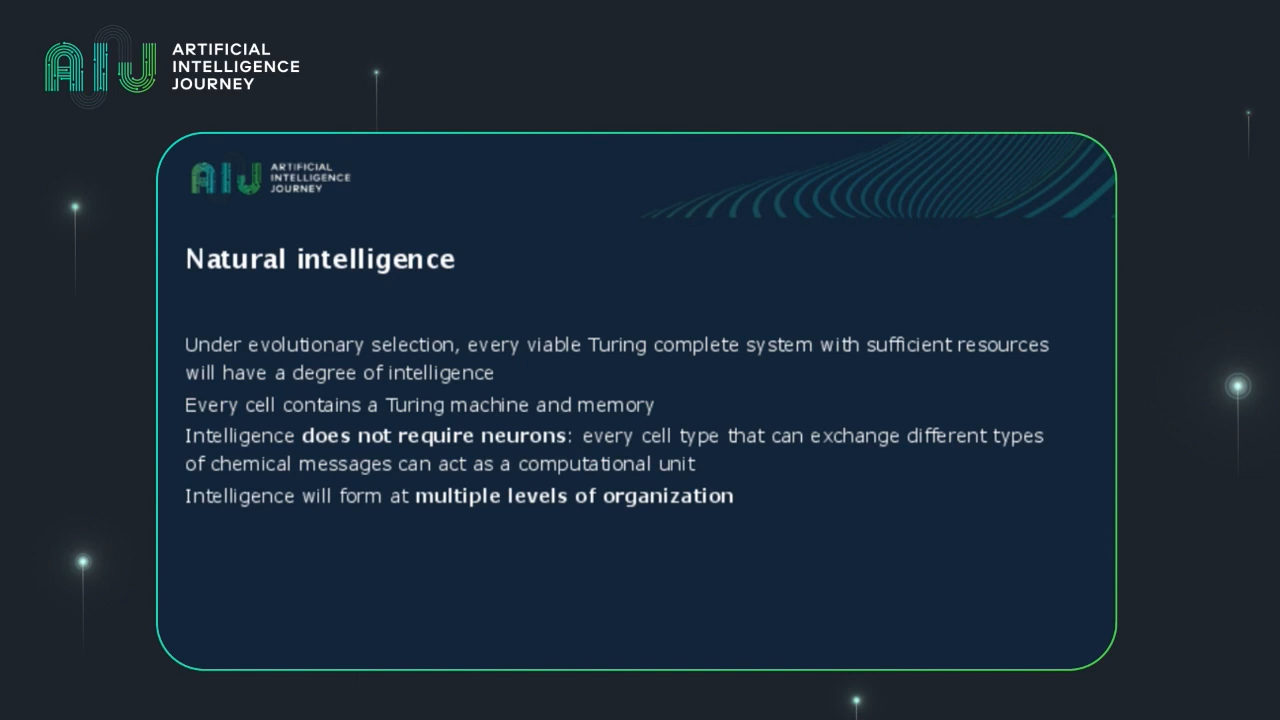 ARTIFICIAL
INTELLIGENCE
JOURNEY
ARTIFICIAL
INTELLIGENCE
JOURNEY
Natural intelligence
Under evolutionary selection, every viable Turing complete system with sufficient resources
will have a degree of intelligence
Every cell contains a Turing machine and memory
Intelligence does not require neurons: every cell type that can exchange different types
of chemical messages can act as a computational unit
Intelligence will form at multiple levels of organization